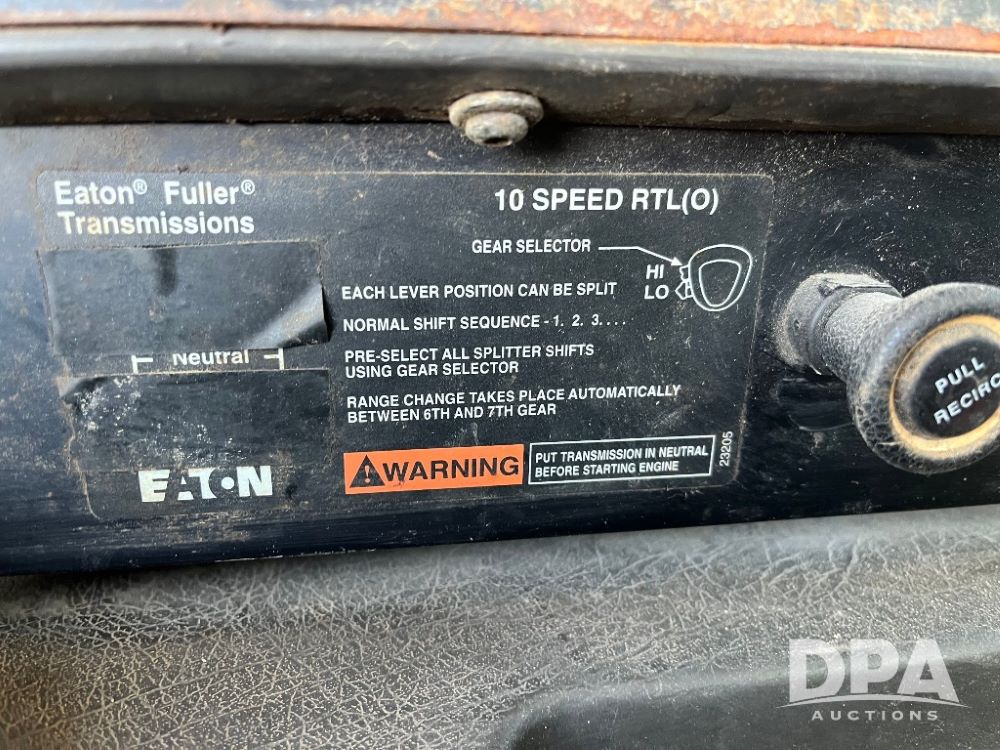 Eaton® Fuller®
Transmissions
10 SPEED RTL(O)
GEAR SELECTOR
HI
LO
EACH LEVER POSITION CAN BE SPLIT
NORMAL SHIFT SEQUENCE - 1. 2. 3. . . .
PRE-SELECT ALL SPLITTER SHIFTS
USING GEAR SELECTOR
RANGE CHANGE TAKES PLACE AUTOMATICALLY
BETWEEN 6TH AND 7TH GEAR
Neutral
EATON
WARNING
PUT TRANSMISSION IN NEUTRAL
BEFORE STARTING ENGINE
23205
PULL
RECIRC
DPA
AUCTIONS